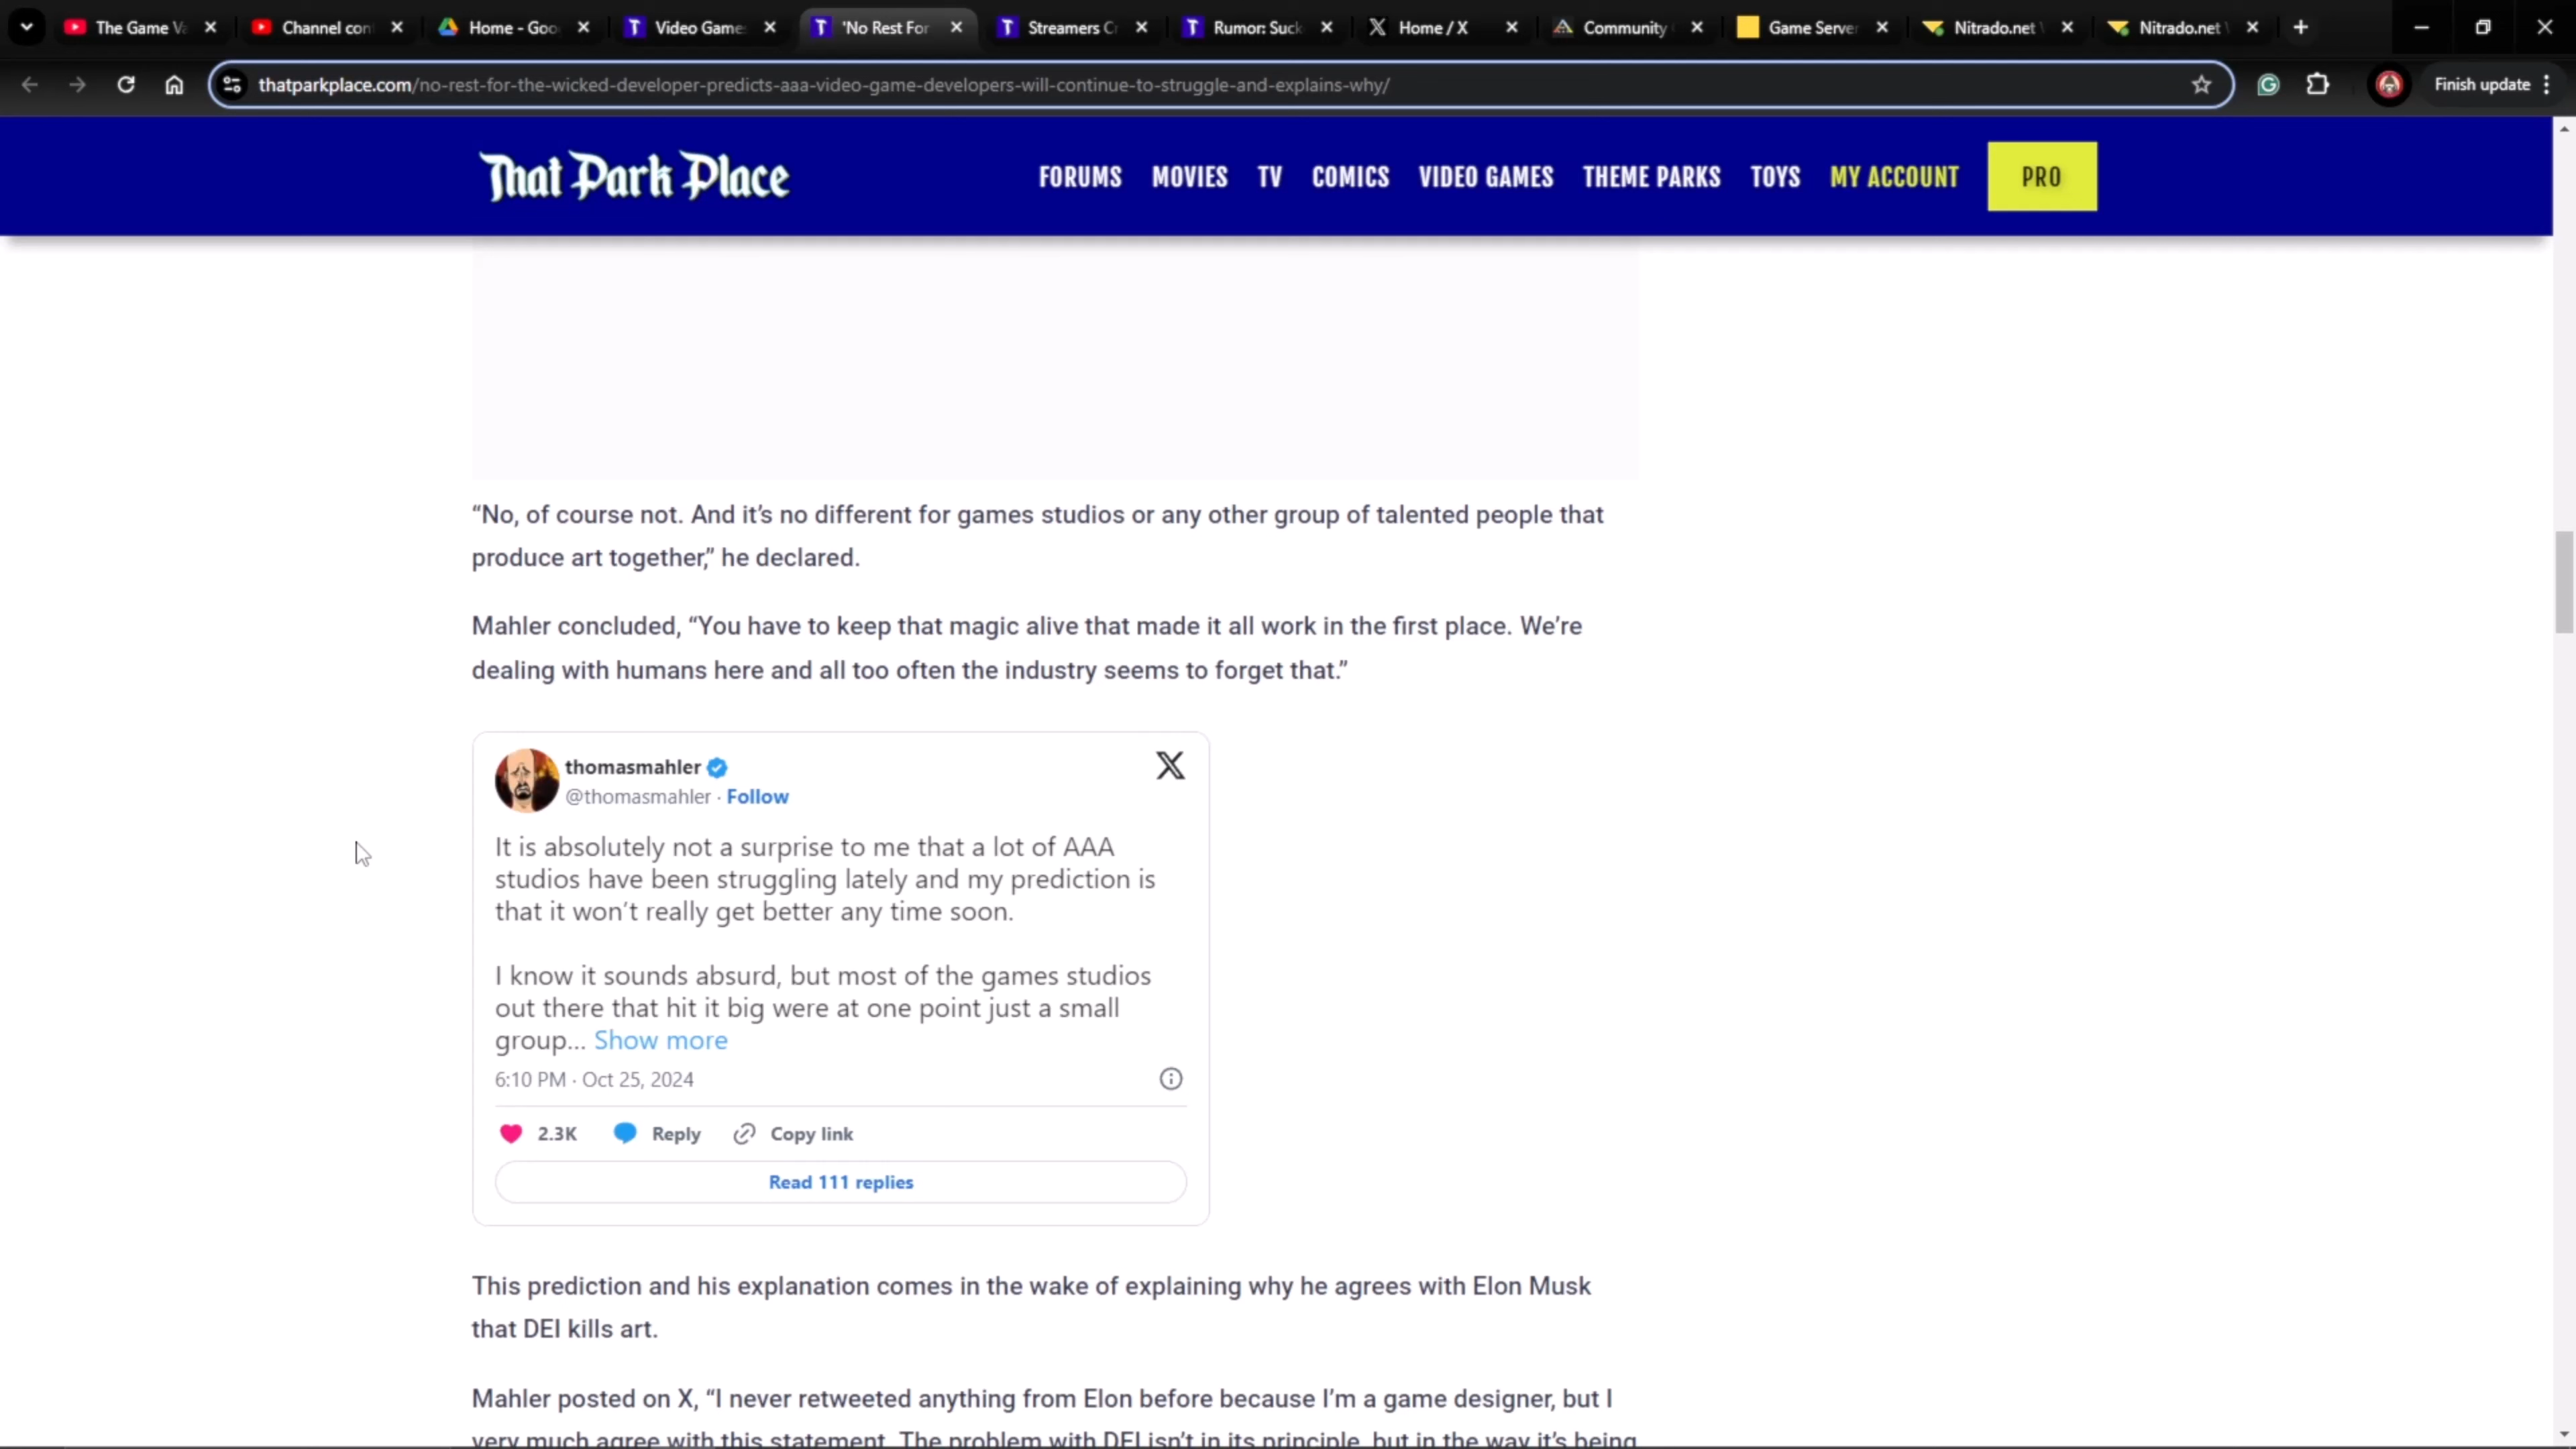 The Game Va
Channel con
Home - Goo
Video Game
'No Rest For
Streamers Cr
Rumor: Suck
Home / X
Community
Game Server
Nitrado.net
Nitrado.net
thatparkplace.com/no-rest-for-the-wicked-developer-predicts-aaa-video-game-developers-will-continue-to-struggle-and-explains-why/
Finish update
That Park Place
FORUMS MOVIES TV COMICS VIDEO GAMES THEME PARKS TOYS MY ACCOUNT PRO
“No, of course not. And it’s no different for games studios or any other group of talented people that
produce art together,” he declared.
Mahler concluded, “You have to keep that magic alive that made it all work in the first place. We’re
dealing with humans here and all too often the industry seems to forget that.”
thomasmahler
@thomasmahler · Follow
It is absolutely not a surprise to me that a lot of AAA
studios have been struggling lately and my prediction is
that it won’t really get better any time soon.
I know it sounds absurd, but most of the games studios
out there that hit it big were at one point just a small
group... Show more
6:10 PM · Oct 25, 2024
2.3K Reply Copy link
Read 111 replies
This prediction and his explanation comes in the wake of explaining why he agrees with Elon Musk
that DEI kills art.
Mahler posted on X, “I never retweeted anything from Elon before because I’m a game designer, but I
very much agree with this statement. The problem with DEI isn’t in its principle, but in the way it’s being